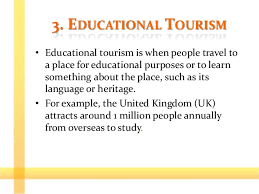 3. EDUCATIONAL TOURISM
• Educational tourism is when people travel to
a place for educational purposes or to learn
something about the place, such as its
language or heritage.
• For example, the United Kingdom (UK)
attracts around 1 million people annually
from overseas to study.